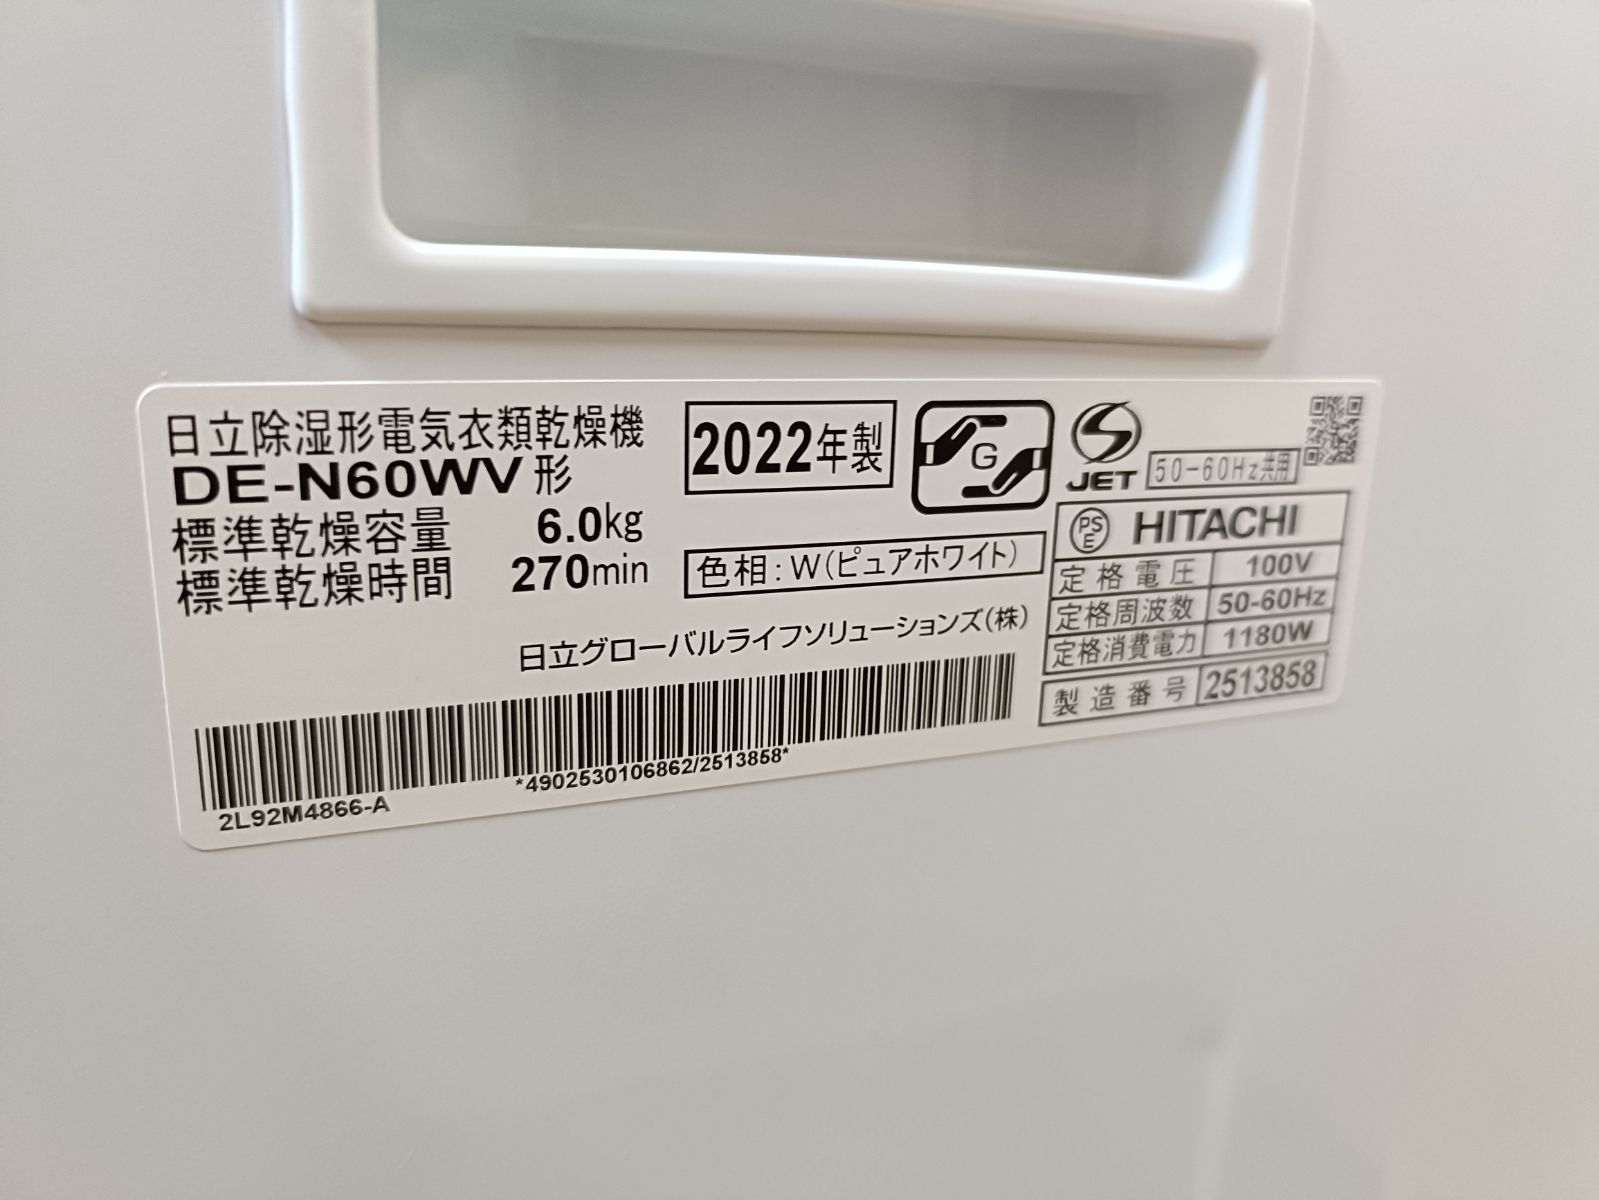 日立除湿形電気衣類乾燥機
DE-N60WV形
標準乾燥容量 6.0kg
標準乾燥時間 270min
2022年製
G
JET
50-60Hz共用
色相:W(ピュアホワイト)
日立グローバルライフソリューションズ(株)
PS
E
HITACHI
定格電圧 100V
定格周波数 50-60Hz
定格消費電力 1180W
製造番号 2513858
*4902530106862/2513858*
2L92M4866-A